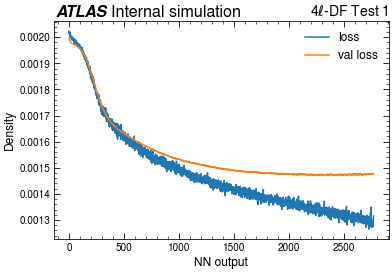 ATLAS Internal simulation
4ℓ-DF Test 1
loss
val loss
0.0020
0.0019
0.0018
0.0017
0.0016
0.0015
0.0014
0.0013
Density
0 500 1000 1500 2000 2500
NN output